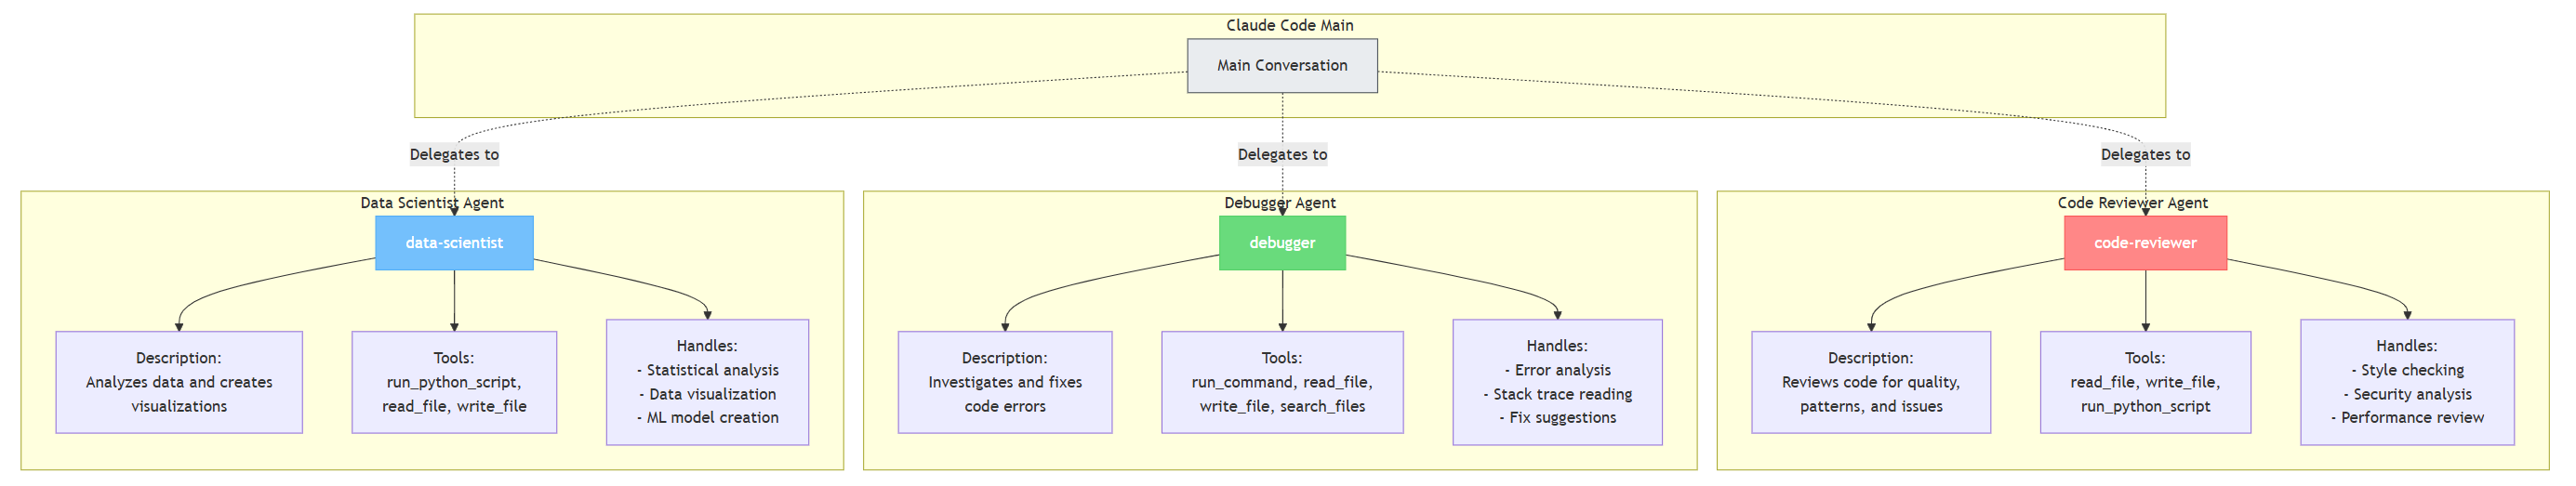 Claude Code Main
Main Conversation
Delegates to
Delegates to
Delegates to
Data Scientist Agent
data-scientist
Description:
Analyzes data and creates
visualizations
Tools:
run_python_script,
read_file, write_file
Handles:
- Statistical analysis
- Data visualization
- ML model creation
Debugger Agent
debugger
Description:
Investigates and fixes
code errors
Tools:
run_command, read_file,
write_file, search_files
Handles:
- Error analysis
- Stack trace reading
- Fix suggestions
Code Reviewer Agent
code-reviewer
Description:
Reviews code for quality,
patterns, and issues
Tools:
read_file, write_file,
run_python_script
Handles:
- Style checking
- Security analysis
- Performance review